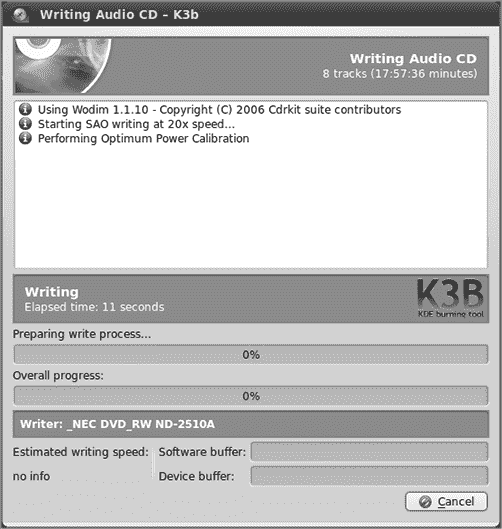 Writing Audio CD – K3b
Writing Audio CD
8 tracks (17:57:36 minutes)
Using Wodim 1.1.10 - Copyright (C) 2006 Cdrkit suite contributors
Starting SAO writing at 20x speed...
Performing Optimum Power Calibration
Writing
Elapsed time: 11 seconds
K3B
KDE burning tool
Preparing write process...
0%
Overall progress:
0%
Writer: _NEC DVD_RW ND-2510A
Estimated writing speed:
Software buffer:
no info
Device buffer:
Cancel